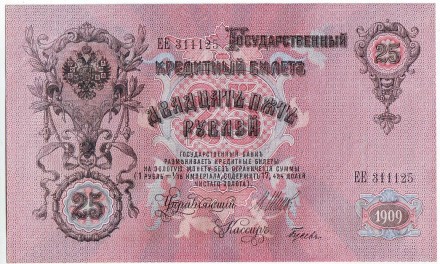 ЕЕ 311125 Государственный 25
Кредитный Билетъ
Двадцать пять
Рублей
Государственный Банкъ
размѣниваетъ кредитные билеты
на золотую монету безъ ограниченія суммы
(1 рубль = 1/15 имперіала, содержитъ 17,424 долей
чистаго золота).
25 ЕЕ 311125
Управляющій
Кассиръ 1909